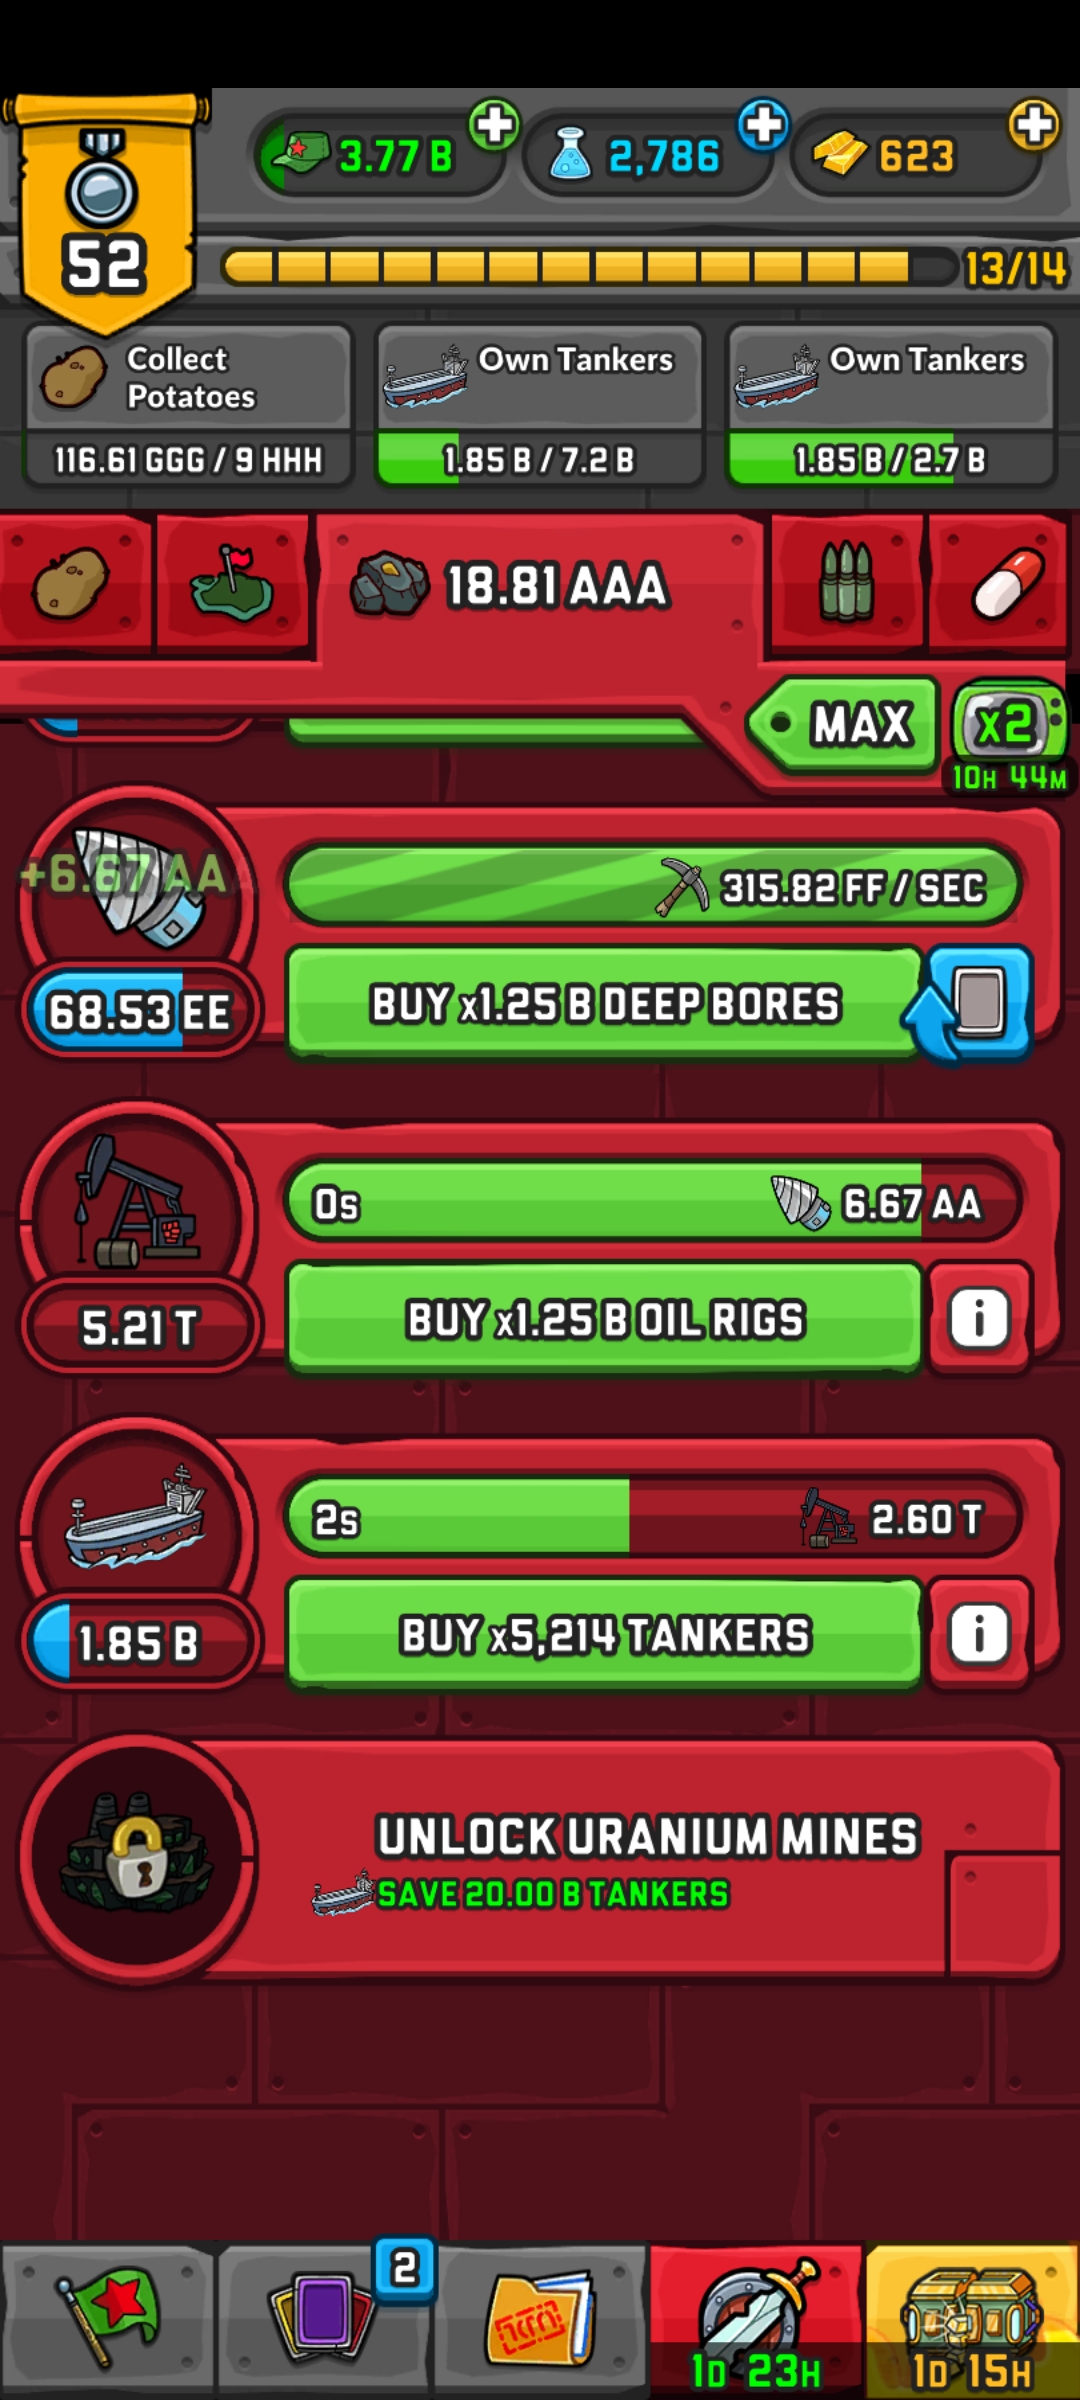 3.77 B
2,786
623
52
13/14
Collect
Potatoes
116.61 GGG / 9 HHH
Own Tankers
1.85 B / 7.2 B
Own Tankers
1.85 B / 2.7 B
18.81 AAA
MAX
x2
10H 44M
+6.67 AA
315.82 FF / SEC
68.53 EE
BUY x1.25 B DEEP BORES
0s
6.67 AA
5.21 T
BUY x1.25 B OIL RIGS
i
2s
2.60 T
1.85 B
BUY x5,214 TANKERS
i
UNLOCK URANIUM MINES
SAVE 20.00 B TANKERS
2
1D 23H
1D 15H